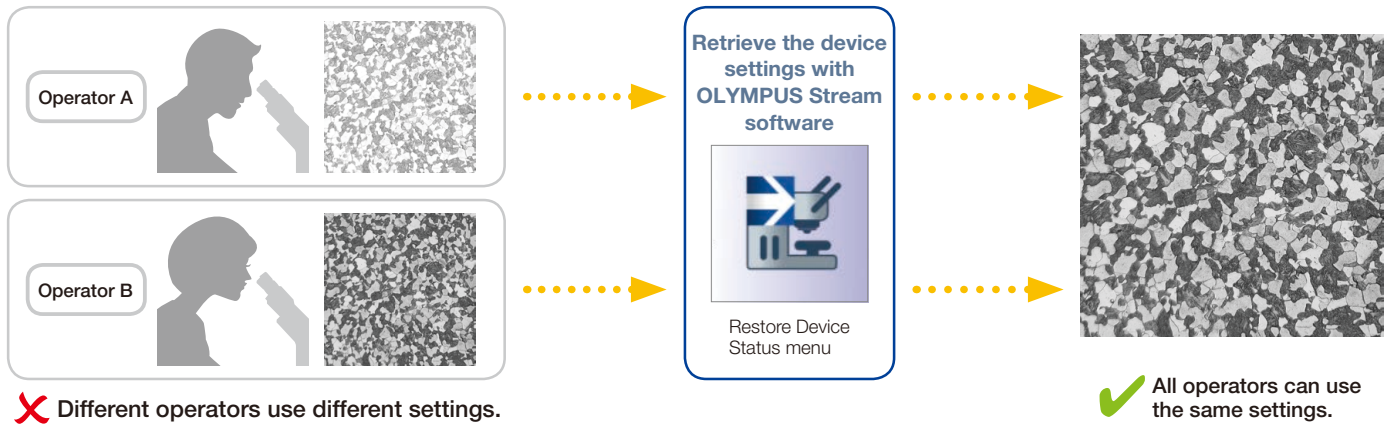 Operator A
Operator B
Different operators use different settings.
Retrieve the device
settings with
OLYMPUS Stream
software
Restore Device
Status menu
All operators can use
the same settings.